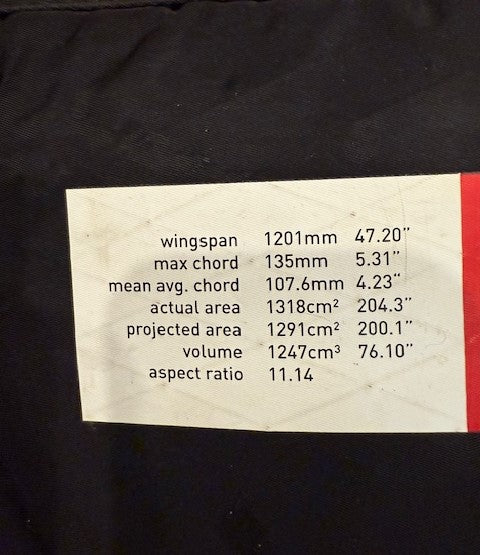 wingspan 1201mm 47.20"
max chord 135mm 5.31"
mean avg. chord 107.6mm 4.23"
actual area 1318cm² 204.3"
projected area 1291cm² 200.1"
volume 1247cm³ 76.10"
aspect ratio 11.14